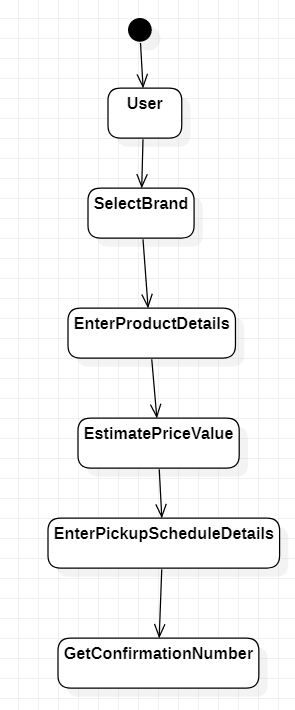 User
SelectBrand
EnterProductDetails
EstimatePriceValue
EnterPickupScheduleDetails
GetConfirmationNumber